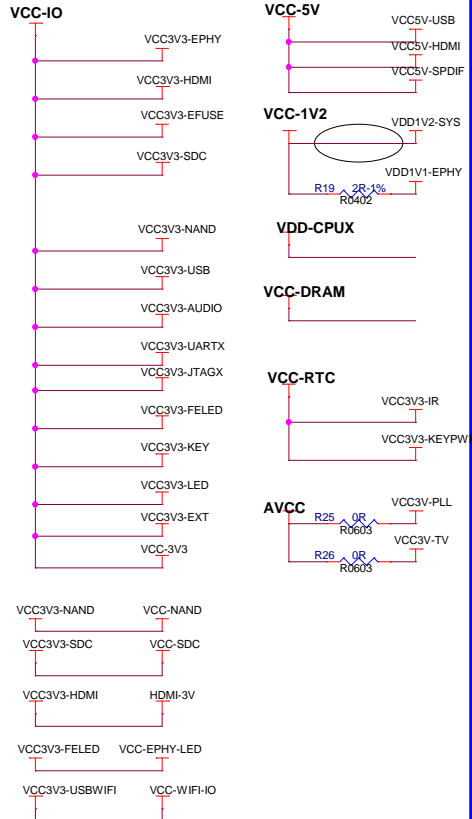 VCC-IO
VCC3V3-EPHY
VCC3V3-HDMI
VCC3V3-EFUSE
VCC3V3-SDC
VCC3V3-NAND
VCC3V3-USB
VCC3V3-AUDIO
VCC3V3-UARTX
VCC3V3-JTAGX
VCC3V3-FELED
VCC3V3-KEY
VCC3V3-LED
VCC3V3-EXT
VCC-3V3
VCC3V3-NAND VCC-NAND
VCC3V3-SDC VCC-SDC
VCC3V3-HDMI HDMI-3V
VCC3V3-FELED VCC-EPHY-LED
VCC3V3-USBWIFI VCC-WIFI-IO
VCC-5V
VCC5V-USB
VCC5V-HDMI
VCC5V-SPDIF
VCC-1V2
VDD1V2-SYS
VDD1V1-EPHY
R19 2R-1%
R0402
VDD-CPUX
VCC-DRAM
VCC-RTC
VCC3V3-IR
VCC3V3-KEYPW
AVCC
VCC3V-PLL
R25 0R
R0603
VCC3V-TV
R26 0R
R0603